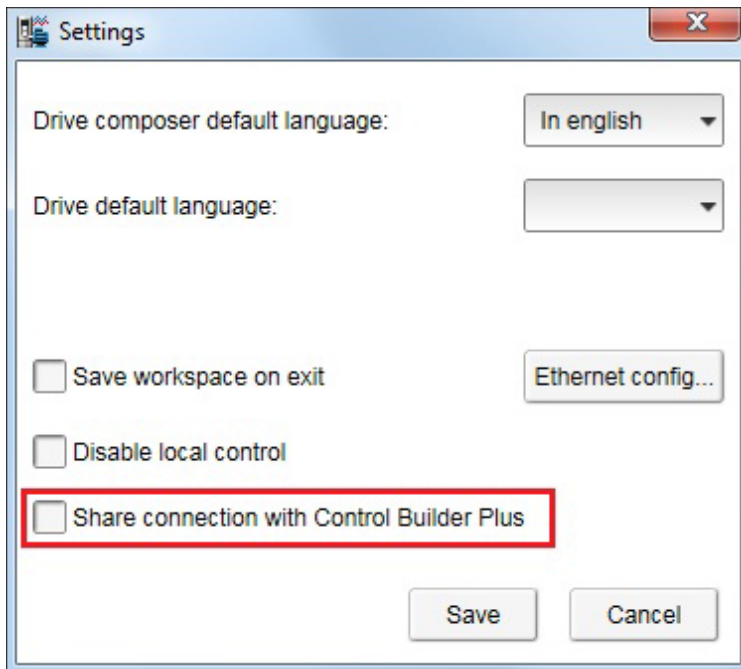 Settings
Drive composer default language:
In english
Drive default language:
Save workspace on exit
Ethernet config...
Disable local control
Share connection with Control Builder Plus
Save
Cancel